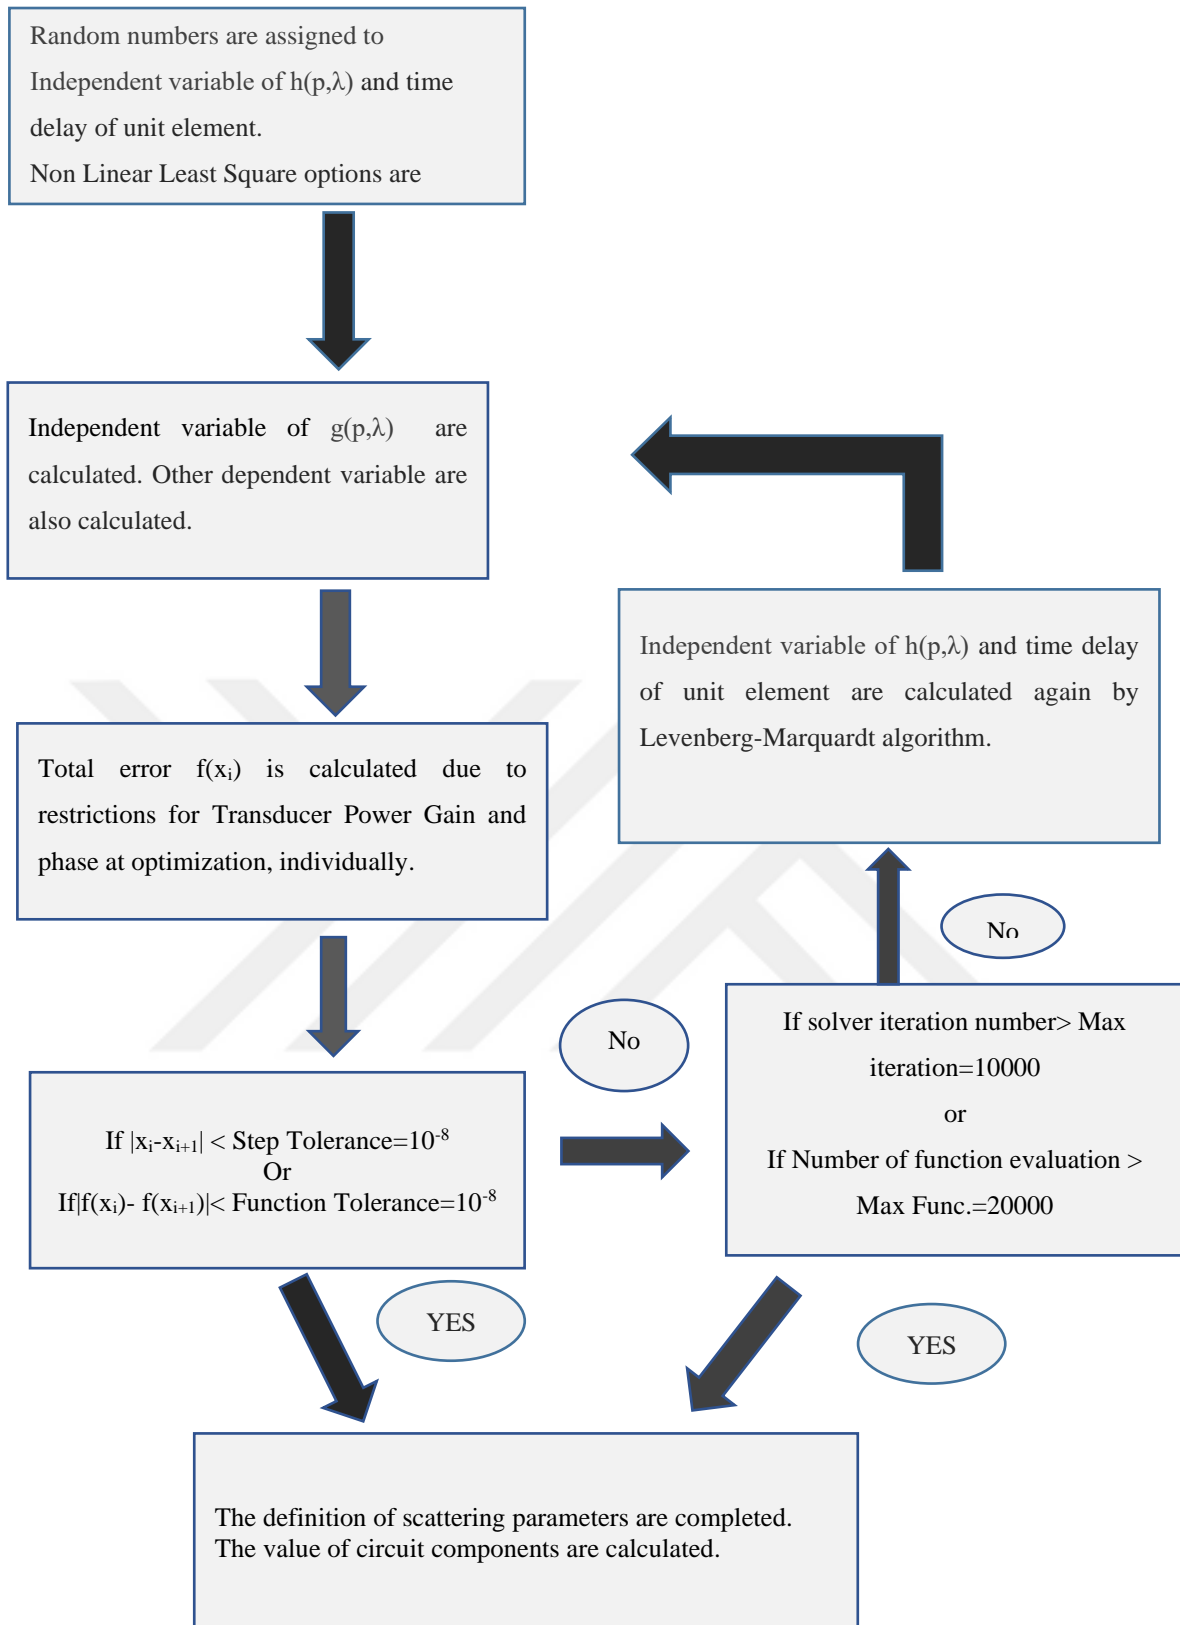 Random numbers are assigned to
Independent variable of h(p,λ) and time
delay of unit element.
Non Linear Least Square options are
Independent variable of g(p,λ) are
calculated. Other dependent variable are
also calculated.
Independent variable of h(p,λ) and time delay
of unit element are calculated again by
Levenberg-Marquardt algorithm.
Total error f(xᵢ) is calculated due to
restrictions for Transducer Power Gain and
phase at optimization, individually.
No
No
If solver iteration number> Max
iteration=10000
or
If Number of function evaluation >
Max Func.=20000
If |xᵢ-xᵢ₊₁| < Step Tolerance=10⁻⁸
Or
If|f(xᵢ)- f(xᵢ₊₁)|< Function Tolerance=10⁻⁸
YES
YES
The definition of scattering parameters are completed.
The value of circuit components are calculated.